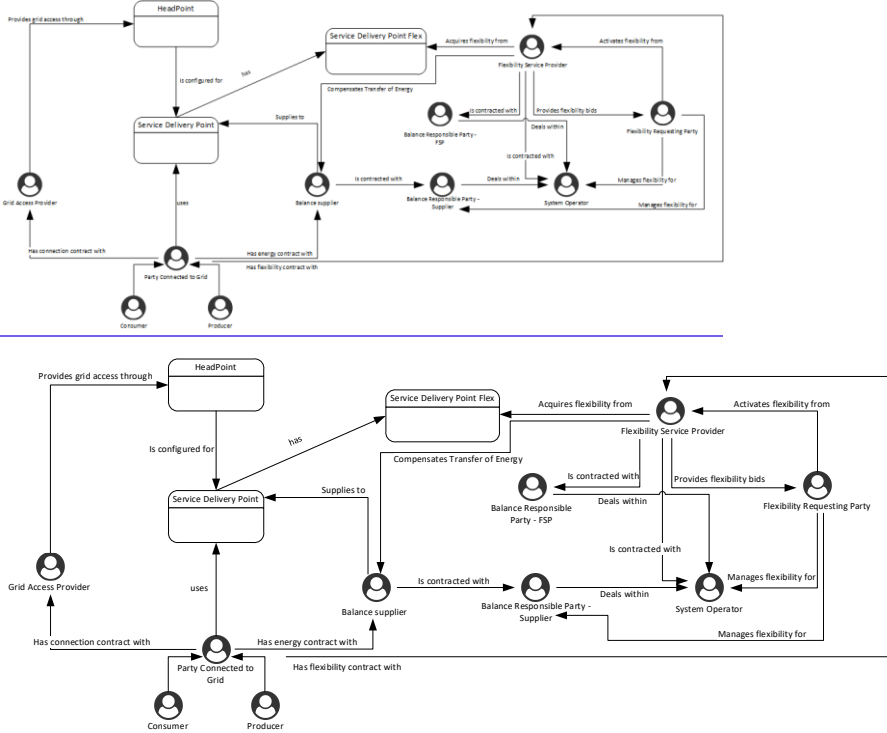 HeadPoint
Provides grid access through
Service Delivery Point Flex
Acquires flexibility from
Activates flexibility from
Flexibility Service Provider
is configured for
has
Compensates Transfer of Energy
Supplies to
is contracted with
Provides flexibility bids
Service Delivery Point
Deals within
Flexibility Requesting Party
Balance Responsible Party -
FSP
is contracted with
Is contracted with
Deals within
Manages flexibility for
Grid Access Provider
uses
Balance supplier
Balance Responsible Party -
Supplier
System Operator
Manages flexibility for
Has connection contract with
Has energy contract with
Has flexibility contract with
Party Connected to Grid
Consumer
Producer
HeadPoint
Provides grid access through
Service Delivery Point Flex
Acquires flexibility from
Activates flexibility from
Flexibility Service Provider
has
Is configured for
Compensates Transfer of Energy
Is contracted with
Provides flexibility bids
Supplies to
Service Delivery Point
Deals within
Balance Responsible
Party - FSP
Flexibility Requesting Party
Is contracted with
Grid Access Provider
uses
Is contracted with
Deals within
Manages flexibility for
Balance supplier
Balance Responsible Party -
Supplier
System Operator
Has connection contract with
Has energy contract with
Manages flexibility for
Party Connected to
Grid
Has flexibility contract with
Consumer
Producer